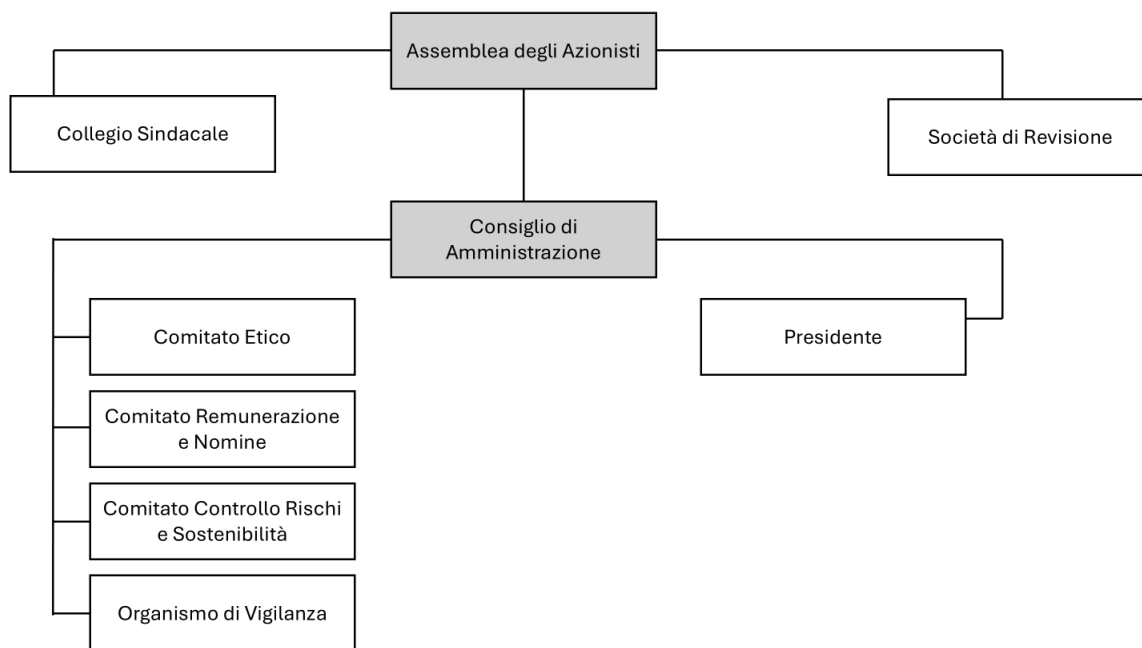 Assemblea degli Azionisti
Collegio Sindacale
Società di Revisione
Consiglio di
Amministrazione
Comitato Etico
Presidente
Comitato Remunerazione
e Nomine
Comitato Controllo Rischi
e Sostenibilità
Organismo di Vigilanza